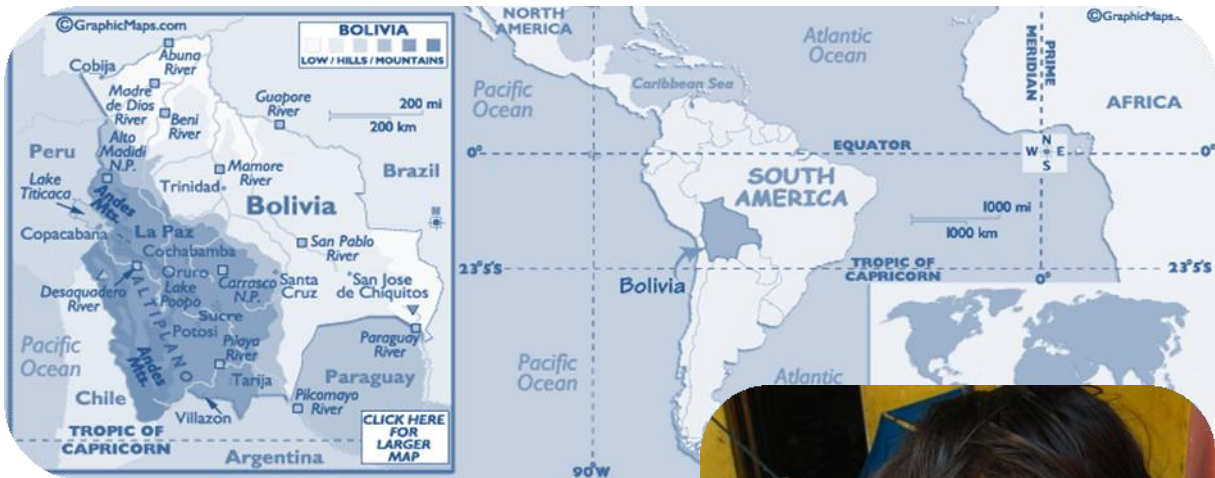 ©GraphicMaps.com
BOLIVIA
LOW / HILLS / MOUNTAINS
Abuna
River
Cobija
Madre
de Dios
River
Beni
River
Guapore
River
200 mi
200 km
Alto
Madidi
N.P.
Peru
Mamore
River
Brazil
Lake
Titicaca
Trinidad
Andes
Mts.
Bolivia
Copacabana
La Paz
San Pablo
River
Cochabamba
Oruro
Carrasco
N.P.
Santa
Cruz
San Jose
de Chiquitos
Desaquadero
River
Lake
Poopo
ALTIPLANO
Sucre
Potosi
Paraguay
River
Pacific
Ocean
Andes
Mts.
Pilaya
River
Tarija
Paraguay
Chile
Pilcomayo
River
Villazon
TROPIC OF
CAPRICORN
Argentina
CLICK HERE
FOR
LARGER
MAP
NORTH
AMERICA
Atlantic
Ocean
©GraphicMaps.c
PRIME
MERIDIAN
Pacific
Ocean
Caribbean Sea
AFRICA
0°
EQUATOR
N
W E
S
0°
SOUTH
AMERICA
1000 mi
1000 km
23°5'S
Bolivia
TROPIC OF
CAPRICORN
0°
23°5'S
Pacific
Ocean
Atlantic
90°W